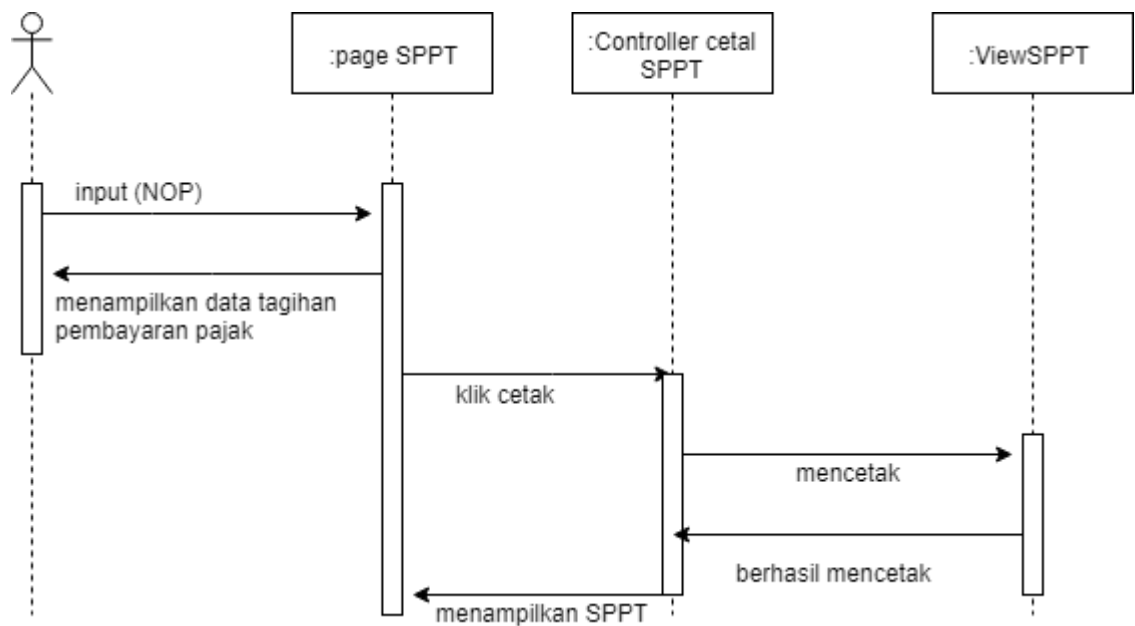 :page SPPT
:Controller cetal
SPPT
:ViewSPPT
input (NOP)
menampilkan data tagihan
pembayaran pajak
klik cetak
mencetak
berhasil mencetak
menampilkan SPPT